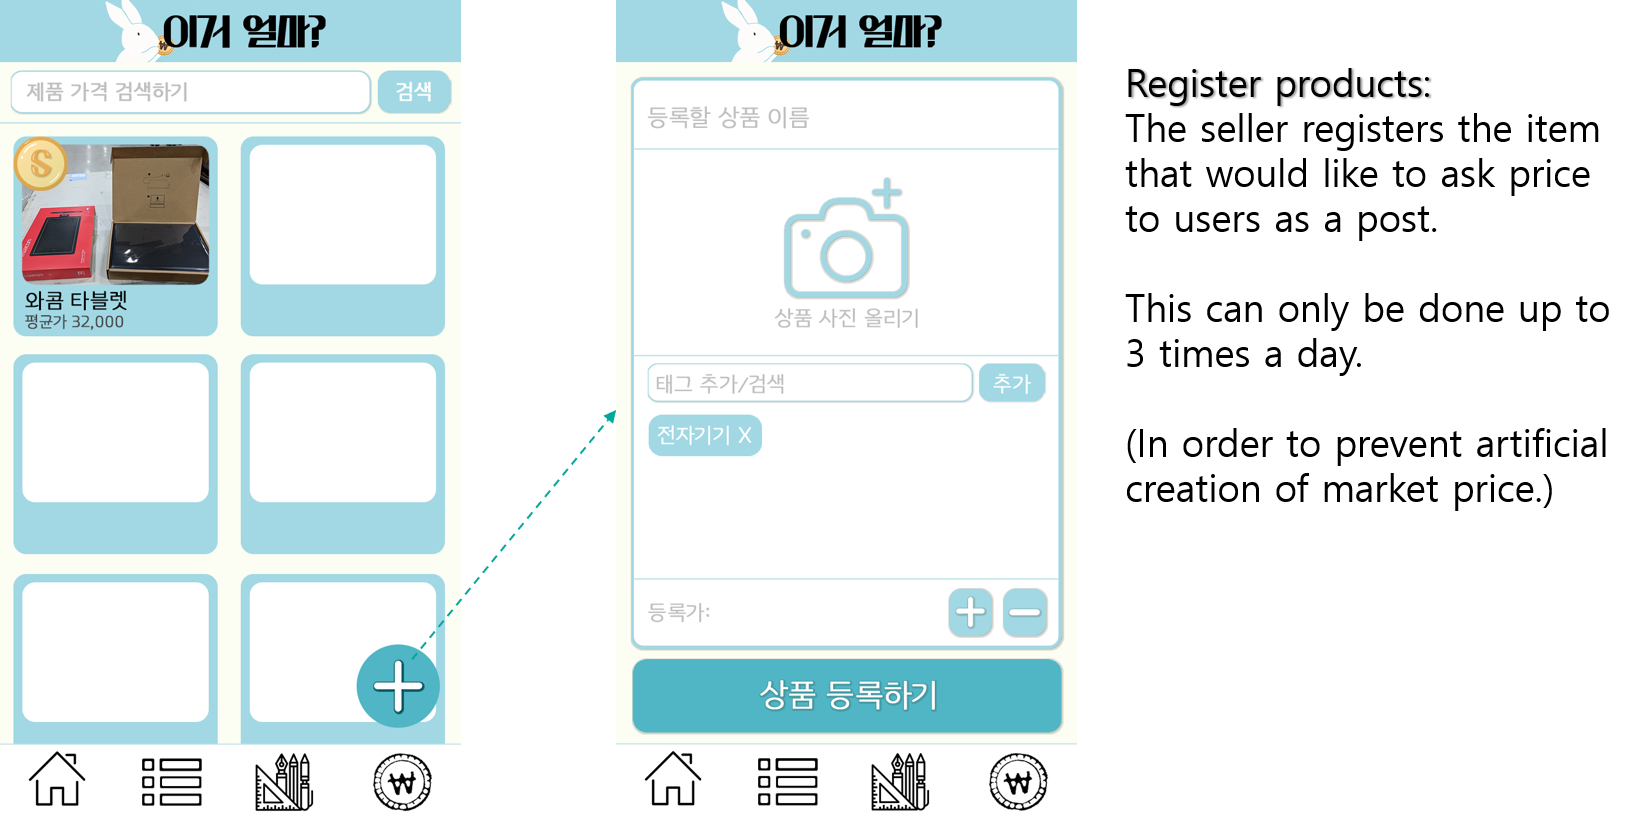 이거 얼마?
제품 가격 검색하기
검색
S
와콤 타블렛
평균가 32,000
이거 얼마?
등록할 상품 이름
상품 사진 올리기
태그 추가/검색
추가
전자기기 X
등록가:
상품 등록하기
₩
₩
Register products:
The seller registers the item
that would like to ask price
to users as a post.
This can only be done up to
3 times a day.
(In order to prevent artificial
creation of market price.)